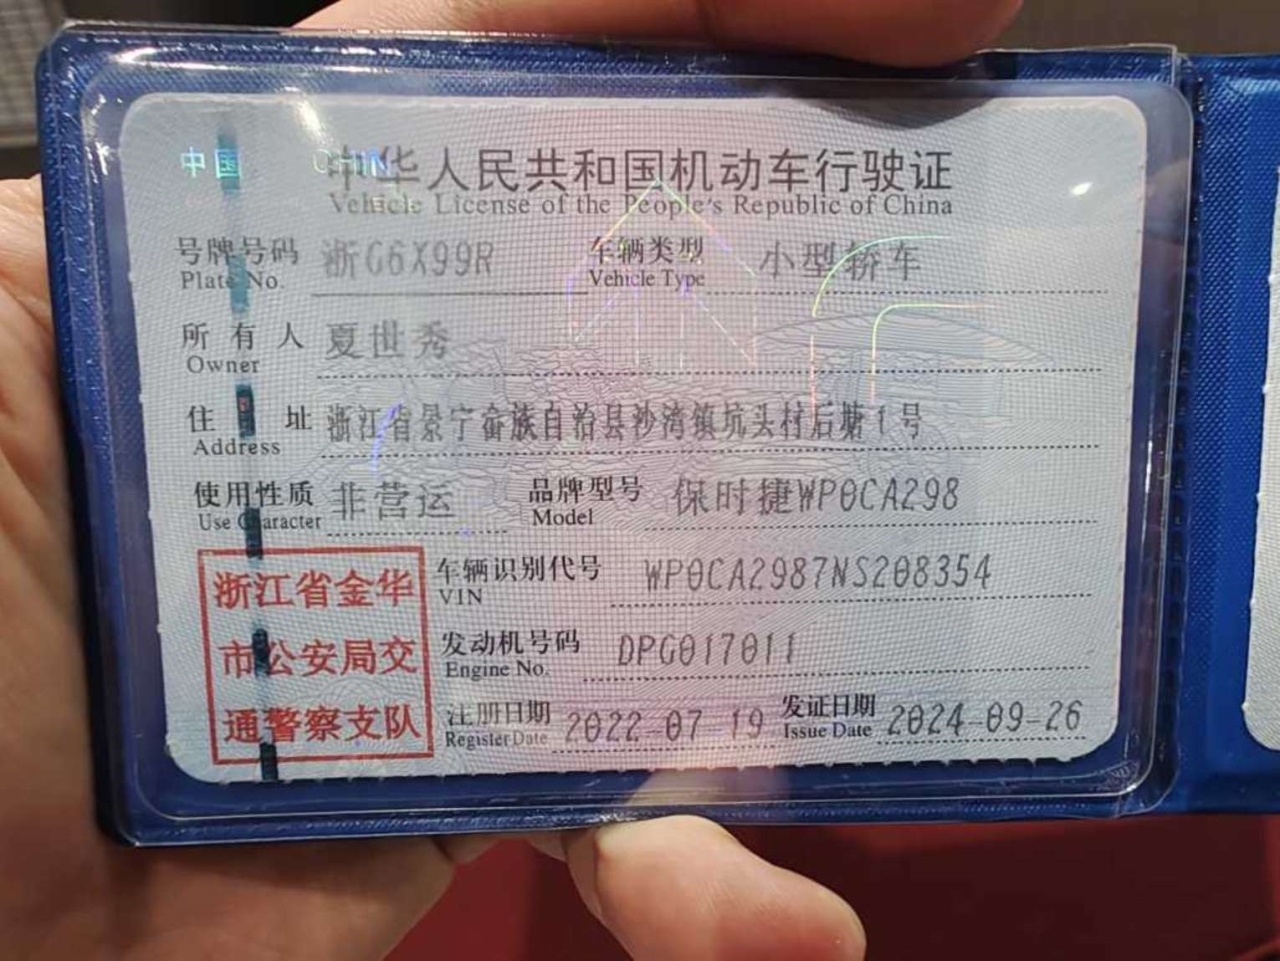 中国 CHINA
中华人民共和国机动车行驶证
Vehicle License of the People's Republic of China
号牌号码 浙G6X99R 车辆类型 小型轿车
Plate No. Vehicle Type
所有人 夏世秀
Owner
住址 浙江省景宁畲族自治县沙湾镇坑头村后塘1号
Address
使用性质 非营运 品牌型号 保时捷WP0CA298
Use Character Model
浙江省金华
市公安局交
通警察支队
车辆识别代号 WP0CA2987NS208354
VIN
发动机号码 DPG017011
Engine No.
注册日期 2022-07-19 发证日期 2024-09-26
Register Date Issue Date